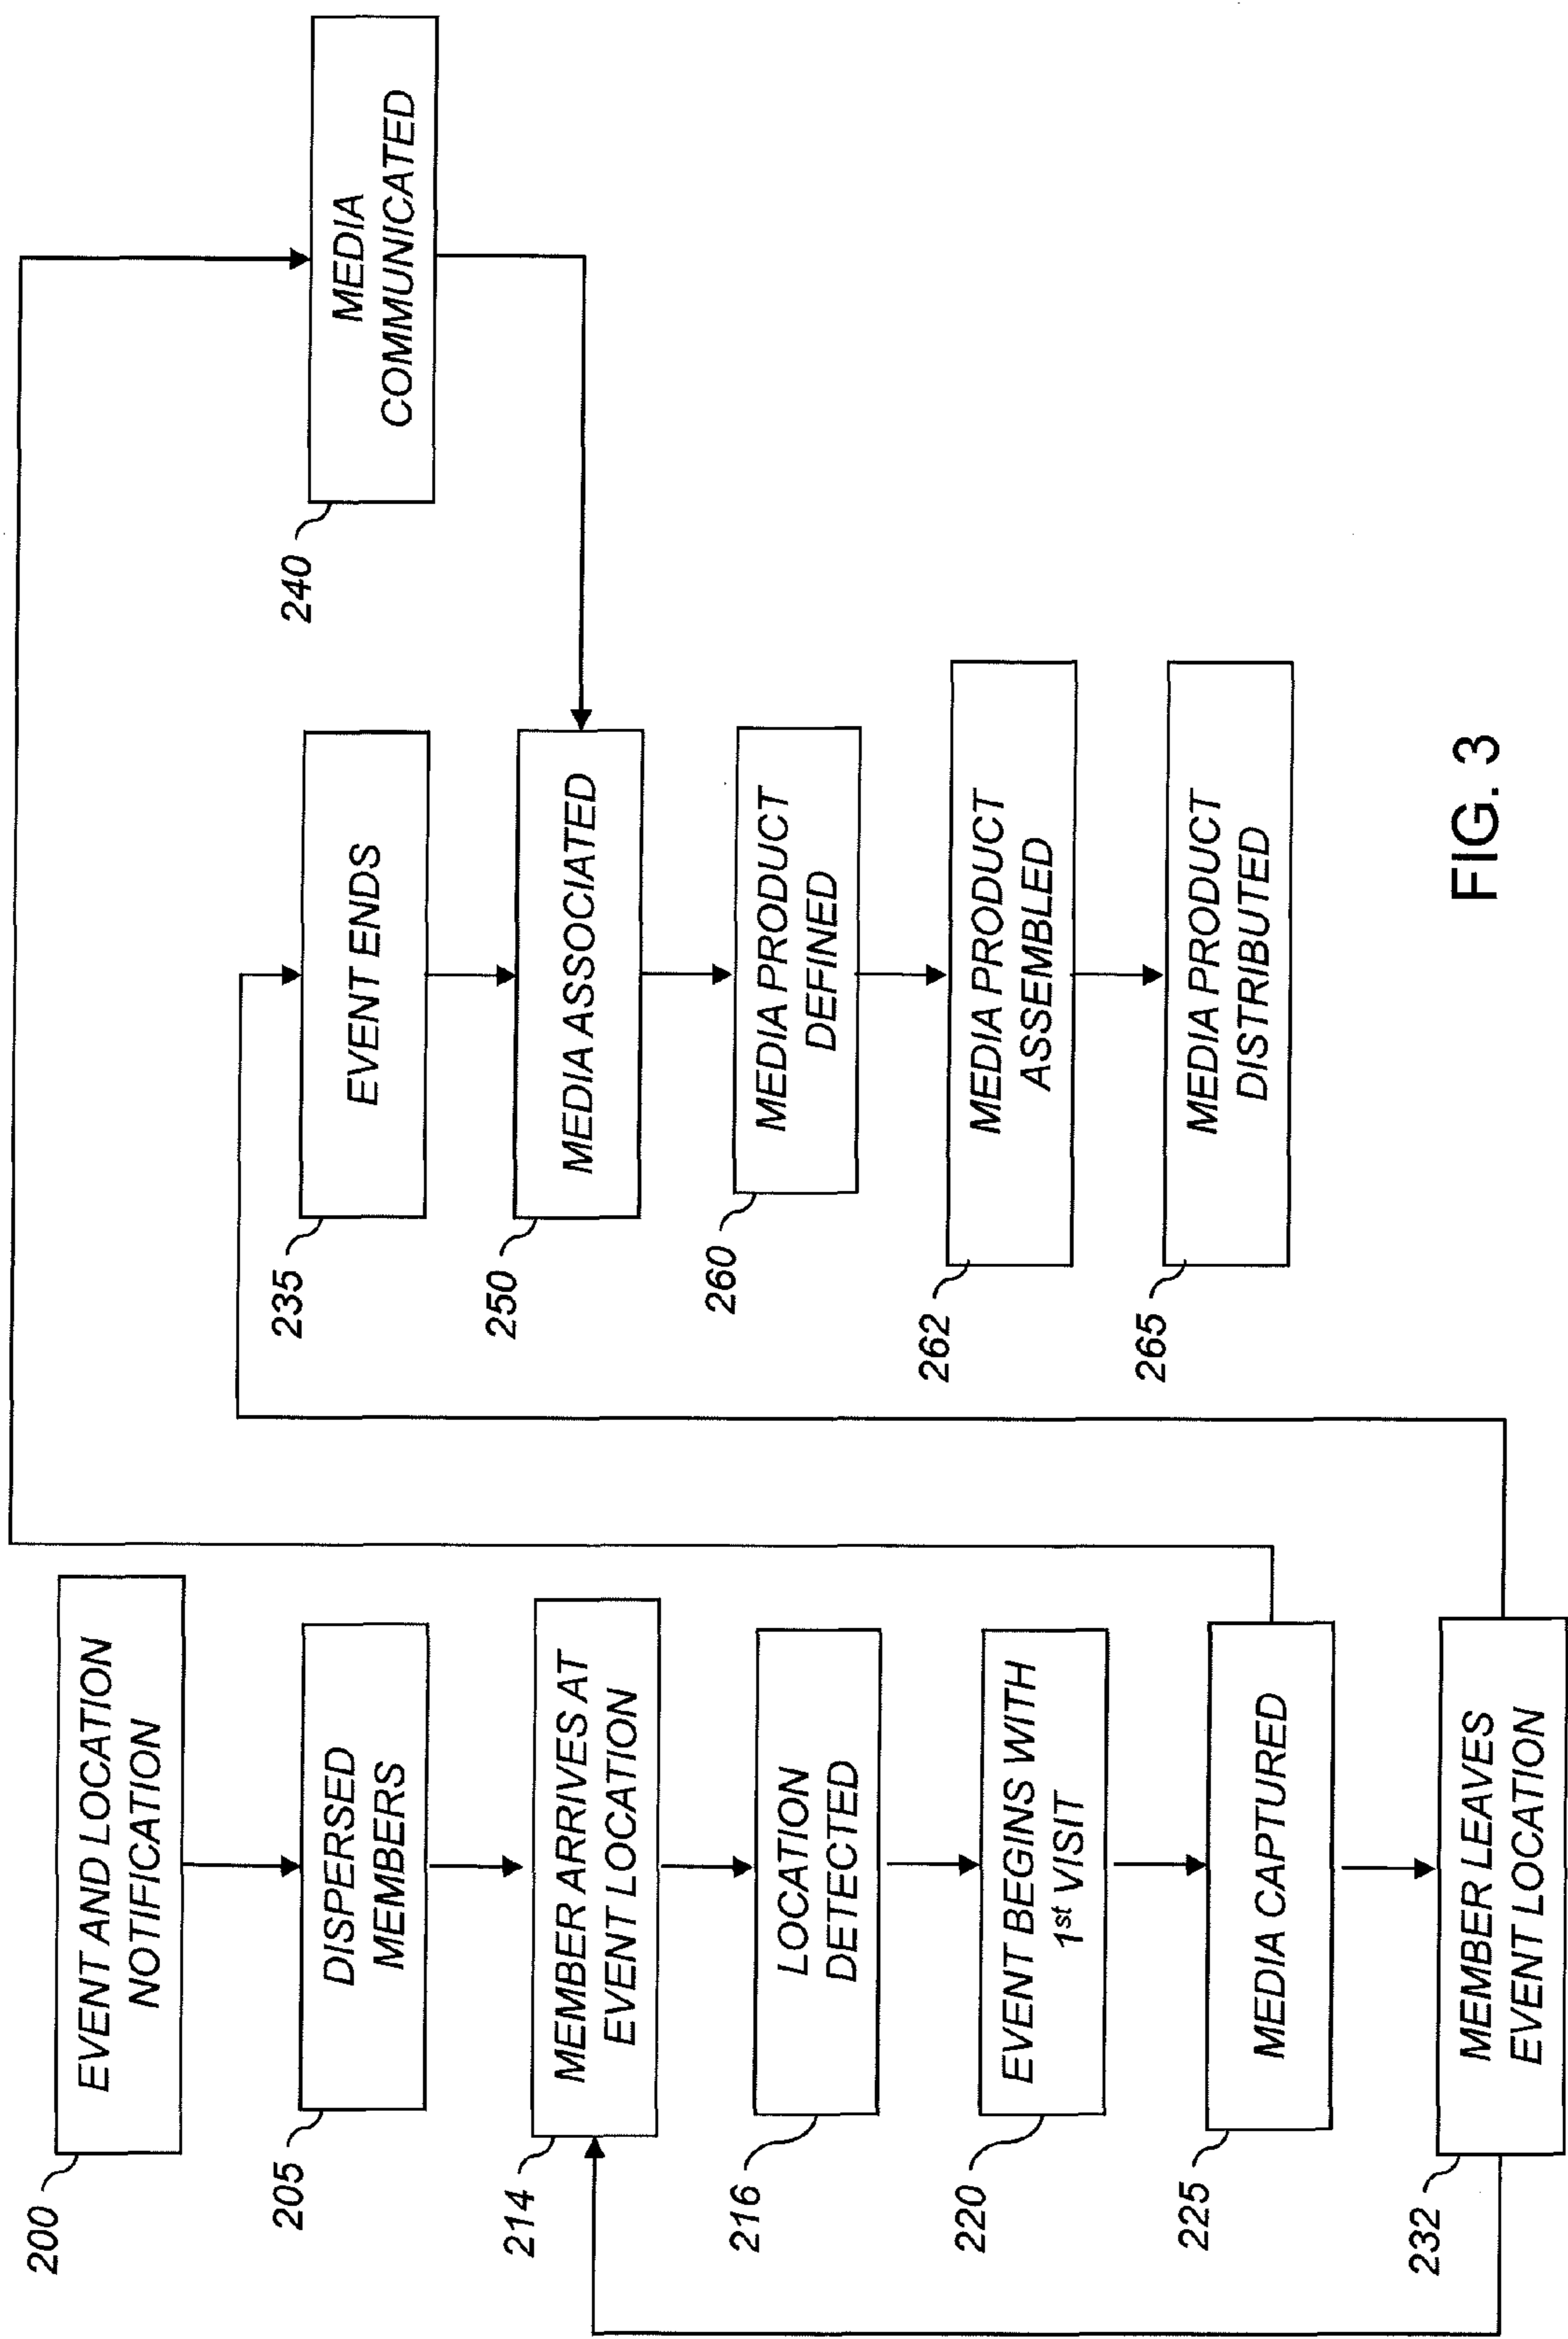 200
EVENT AND LOCATION
NOTIFICATION
205
DISPERSED
MEMBERS
214
MEMBER ARRIVES AT
EVENT LOCATION
216
LOCATION
DETECTED
220
EVENT BEGINS WITH
1st VISIT
225
MEDIA CAPTURED
232
MEMBER LEAVES
EVENT LOCATION
235
EVENT ENDS
250
MEDIA ASSOCIATED
260
MEDIA PRODUCT
DEFINED
262
MEDIA PRODUCT
ASSEMBLED
265
MEDIA PRODUCT
DISTRIBUTED
240
MEDIA
COMMUNICATED
FIG. 3